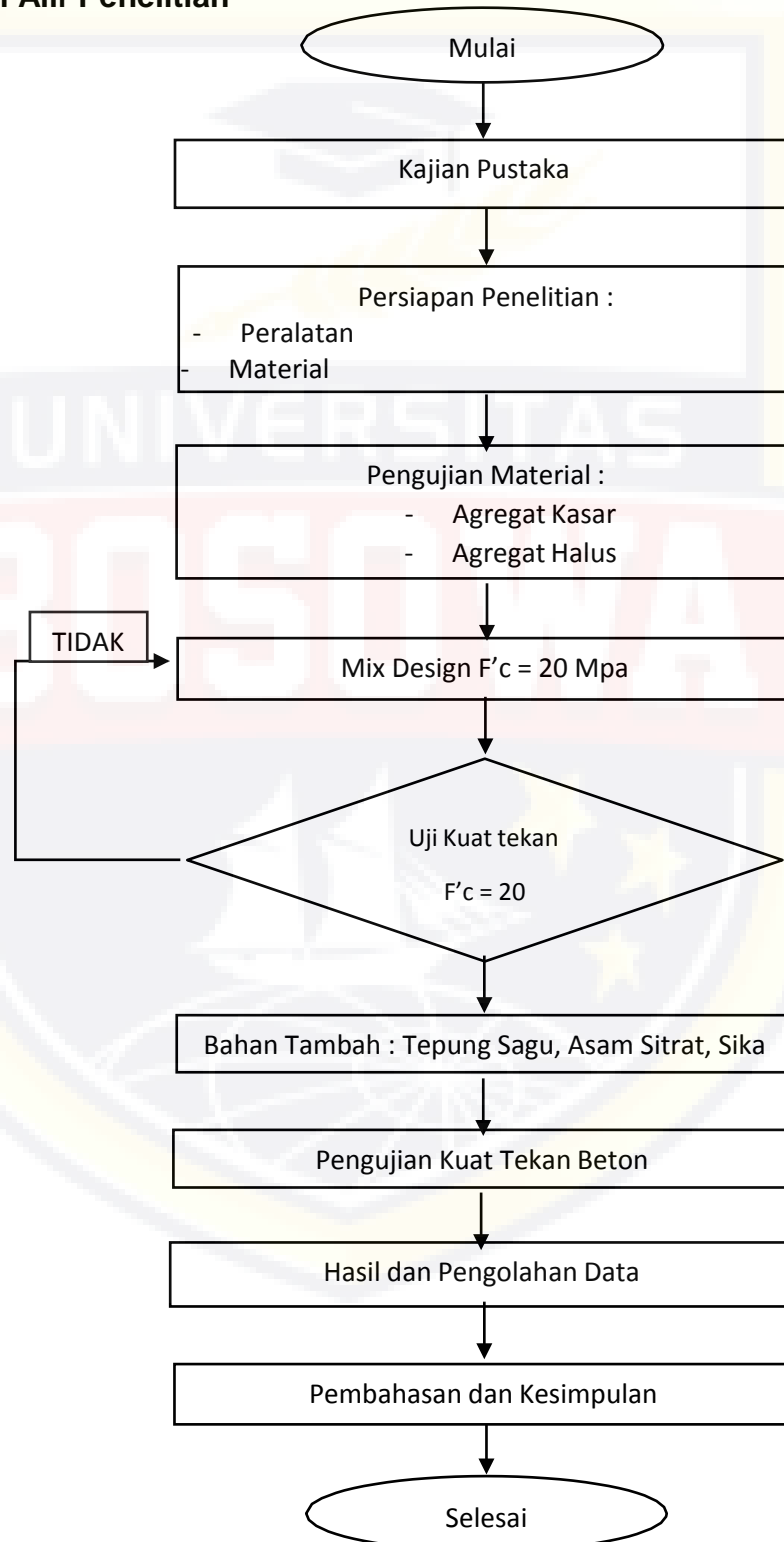 Alir Penelitian
Mulai
Kajian Pustaka
Persiapan Penelitian :
- Peralatan
- Material
UNIVERSITAS
BOSOWA
Pengujian Material :
- Agregat Kasar
- Agregat Halus
TIDAK
Mix Design F’c = 20 Mpa
Uji Kuat tekan
F’c = 20
Bahan Tambah : Tepung Sagu, Asam Sitrat, Sika
Pengujian Kuat Tekan Beton
Hasil dan Pengolahan Data
Pembahasan dan Kesimpulan
Selesai